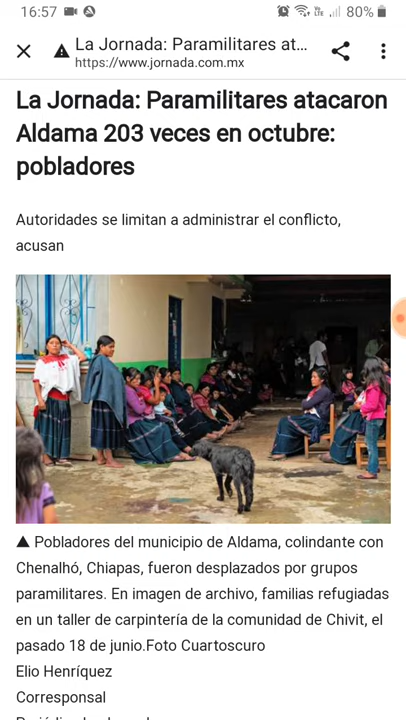 16:57
VoLTE
80%
La Jornada: Paramilitares at...
https://www.jornada.com.mx
La Jornada: Paramilitares atacaron
Aldama 203 veces en octubre:
pobladores
Autoridades se limitan a administrar el conflicto,
acusan
▲ Pobladores del municipio de Aldama, colindante con
Chenalhó, Chiapas, fueron desplazados por grupos
paramilitares. En imagen de archivo, familias refugiadas
en un taller de carpintería de la comunidad de Chivit, el
pasado 18 de junio.Foto Cuartoscuro
Elio Henríquez
Corresponsal